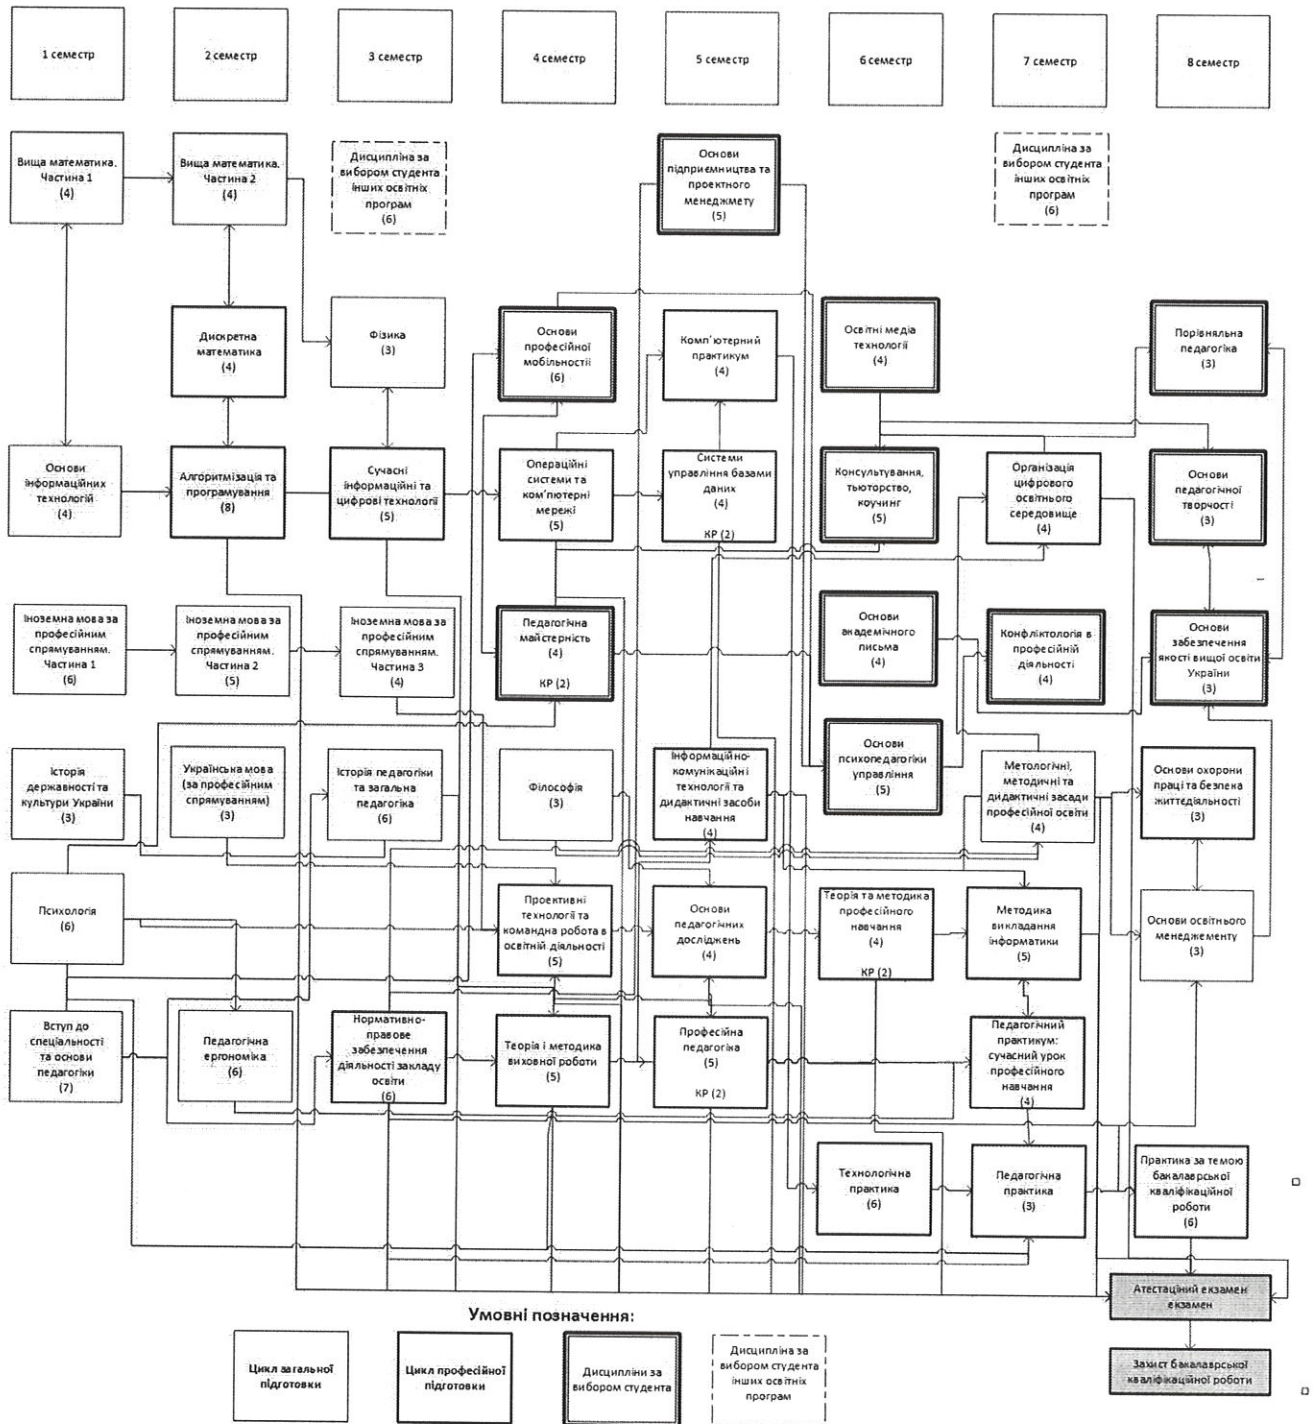 1 семестр
2 семестр
3 семестр
4 семестр
5 семестр
6 семестр
7 семестр
8 семестр
Вища математика.
Частина 1
(4)
Вища математика.
Частина 2
(4)
Дисципліна за
вибором студента
інших освітніх
програм
(6)
Основи
підприємництва та
проектного
менеджмету
(5)
Дисципліна за
вибором студента
інших освітніх
програм
(6)
Дискретна
математика
(4)
Фізика
(3)
Основи
професійної
мобільності
(6)
Комп'ютерний
практикум
(4)
Освітні медіа
технології
(4)
Порівняльна
педагогіка
(3)
Основи
інформаційних
технологій
(4)
Алгоритмізація та
програмування
(8)
Сучасні
інформаційні та
цифрові технології
(5)
Операційні
системи та
комп'ютерні
мережі
(5)
Системи
управління базами
даних
(4)
КР (2)
Консультування,
тьюторство,
коучинг
(5)
Організація
цифрового
освітнього
середовище
(4)
Основи
педагогічної
творчості
(3)
Іноземна мова за
професійним
спрямуванням.
Частина 1
(6)
Іноземна мова за
професійним
спрямуванням.
Частина 2
(5)
Іноземна мова за
професійним
спрямуванням.
Частина 3
(4)
Педагогічна
майстерність
(4)
КР (2)
Основи
академічного
письма
(4)
Конфліктологія в
професійній
діяльності
(4)
Основи
забезпечення
якості вищої освіти
України
(3)
Історія
державності та
культури України
(3)
Українська мова
(за професійним
спрямуванням)
(3)
Історія педагогіки
та загальна
педагогіка
(6)
Філософія
(3)
Інформаційно-
комунікаційні
технології та
дидактичні засоби
навчання
(4)
Основи
психопедагогіки
управління
(5)
Метологічні,
методичні та
дидактичні засади
професійної освіти
(4)
Основи охорони
праці та безпека
життєдіяльності
(3)
Психологія
(6)
Проективні
технології та
командна робота в
освітній діяльності
(5)
Основи
педагогічних
досліджень
(4)
Теорія та методика
професійного
навчання
(4)
КР (2)
Методика
викладання
інформатики
(5)
Основи освітнього
менеджементу
(3)
Вступ до
спеціальності
та основи
педагогіки
(7)
Педагогічна
ергономіка
(6)
Нормативно-
правове
забезпечення
діяльності закладу
освіти
(6)
Теорія і методика
виховної роботи
(5)
Професійна
педагогіка
(5)
КР (2)
Педагогічний
практикум:
сучасний урок
професійного
навчання
(4)
Технологічна
практика
(6)
Педагогічна
практика
(3)
Практика за темою
бакалаврської
кваліфікаційної
роботи
(6)
Атестаційний екзамен
екзамен
Захист бакалаврської
кваліфікаційної роботи
Умовні позначення:
Цикл загальної
підготовки
Цикл професійної
підготовки
Дисципліни за
вибором студента
Дисципліна за
вибором студента
інших освітніх
програм